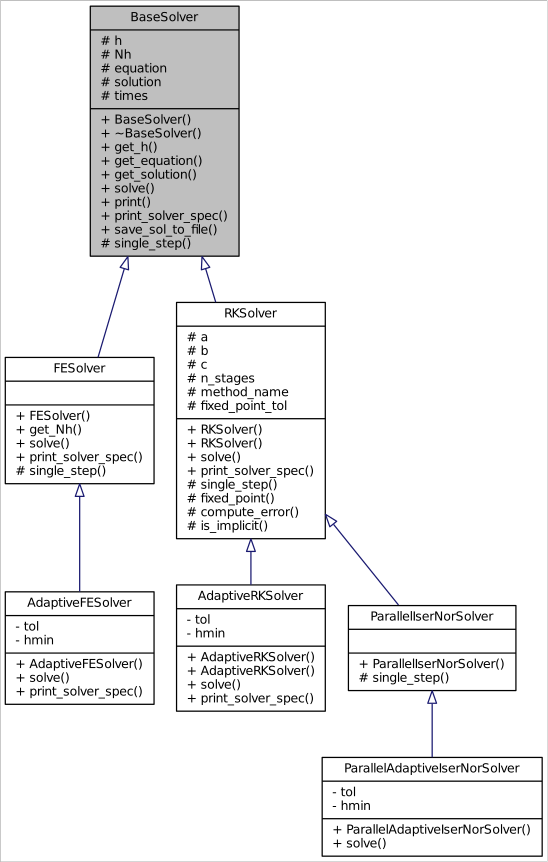 BaseSolver
# h
# Nh
# equation
# solution
# times
+ BaseSolver()
+ ~BaseSolver()
+ get_h()
+ get_equation()
+ get_solution()
+ solve()
+ print()
+ print_solver_spec()
+ save_sol_to_file()
# single_step()
RKSolver
# a
# b
# c
# n_stages
# method_name
# fixed_point_tol
+ RKSolver()
+ RKSolver()
+ solve()
+ print_solver_spec()
# single_step()
# fixed_point()
# compute_error()
# is_implicit()
FESolver
+ FESolver()
+ get_Nh()
+ solve()
+ print_solver_spec()
# single_step()
AdaptiveFESolver
- tol
- hmin
+ AdaptiveFESolver()
+ solve()
+ print_solver_spec()
AdaptiveRKSolver
- tol
- hmin
+ AdaptiveRKSolver()
+ AdaptiveRKSolver()
+ solve()
+ print_solver_spec()
ParallelIserNorSolver
+ ParallelIserNorSolver()
# single_step()
ParallelAdaptiveIserNorSolver
- tol
- hmin
+ ParallelAdaptiveIserNorSolver()
+ solve()